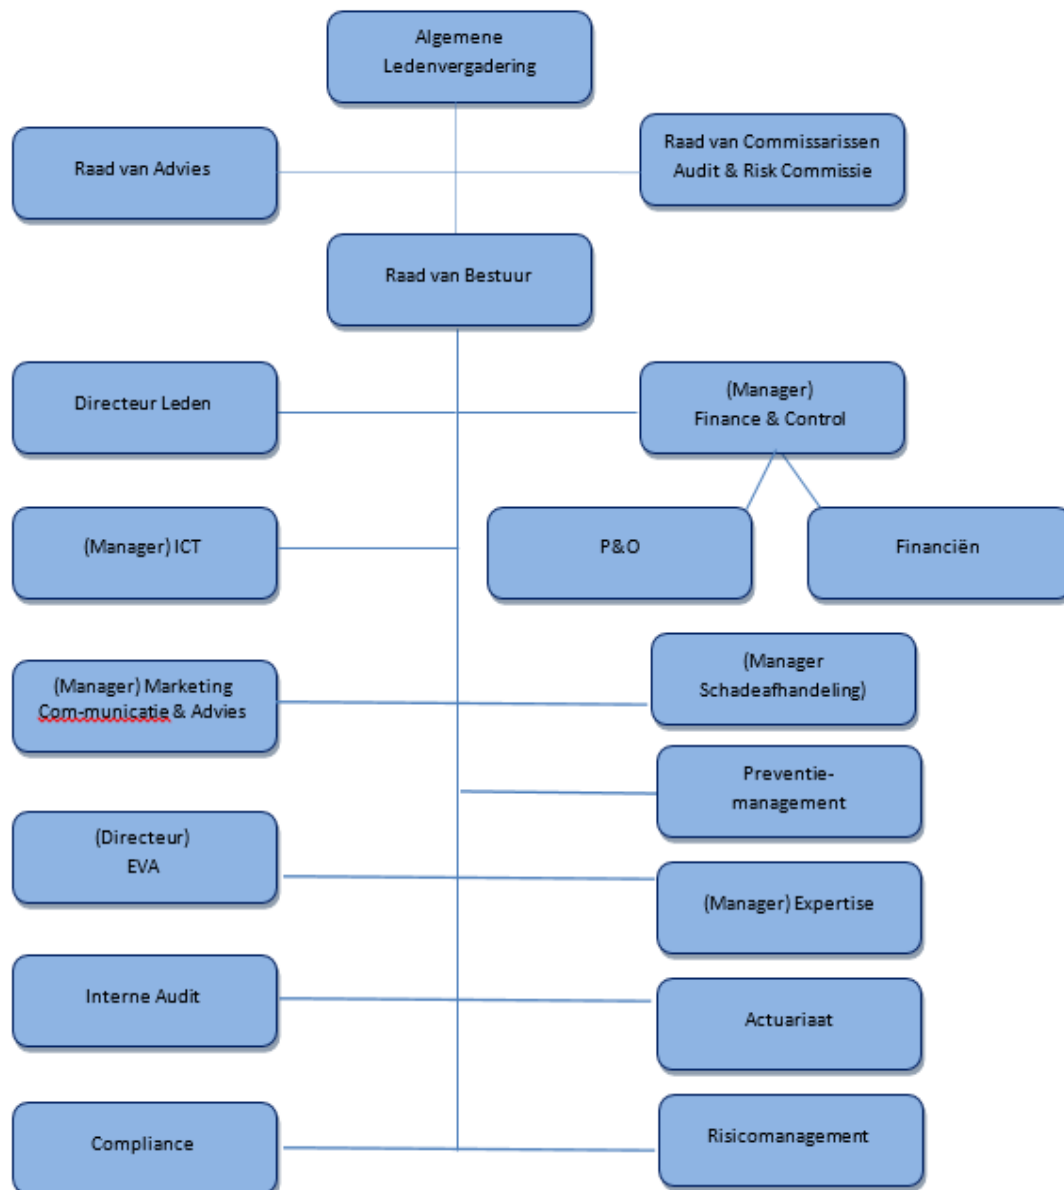 Algemene
Ledenvergadering
Raad van Advies
Raad van Commissarissen
Audit & Risk Commissie
Raad van Bestuur
Directeur Leden
(Manager)
Finance & Control
(Manager) ICT
P&O
Financiën
(Manager) Marketing
Com-municatie & Advies
(Manager
Schadeafhandeling)
Preventie-
management
(Directeur)
EVA
(Manager) Expertise
Interne Audit
Actuariaat
Compliance
Risicomanagement